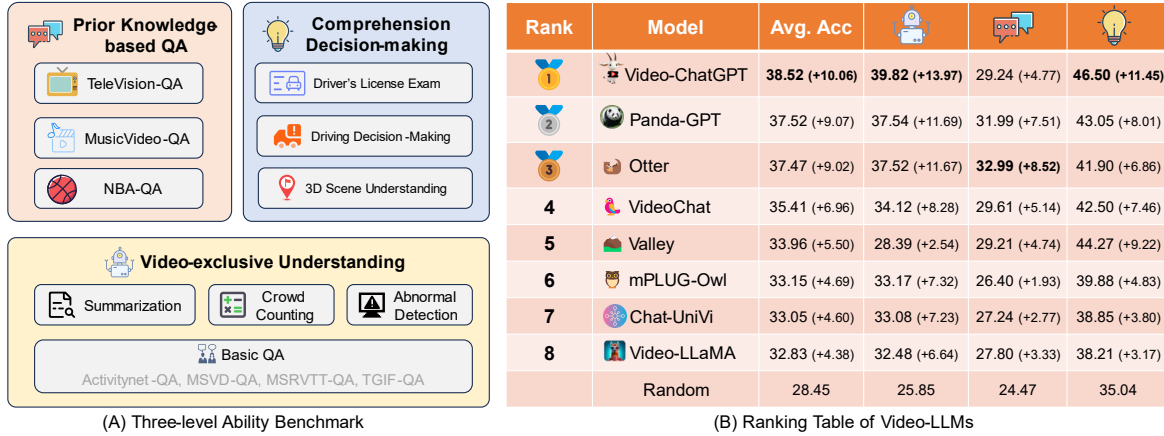 Prior Knowledge-
based QA
TeleVision-QA
MusicVideo-QA
NBA-QA
Comprehension
Decision-making
Driver's License Exam
Driving Decision-Making
3D Scene Understanding
Video-exclusive Understanding
Summarization
Crowd
Counting
Abnormal
Detection
Basic QA
Activitynet-QA, MSVD-QA, MSRVTT-QA, TGIF-QA
(A) Three-level Ability Benchmark
Rank Model Avg. Acc
1 Video-ChatGPT 38.52 (+10.06) 39.82 (+13.97) 29.24 (+4.77) 46.50 (+11.45)
2 Panda-GPT 37.52 (+9.07) 37.54 (+11.69) 31.99 (+7.51) 43.05 (+8.01)
3 Otter 37.47 (+9.02) 37.52 (+11.67) 32.99 (+8.52) 41.90 (+6.86)
4 VideoChat 35.41 (+6.96) 34.12 (+8.28) 29.61 (+5.14) 42.50 (+7.46)
5 Valley 33.96 (+5.50) 28.39 (+2.54) 29.21 (+4.74) 44.27 (+9.22)
6 mPLUG-Owl 33.15 (+4.69) 33.17 (+7.32) 26.40 (+1.93) 39.88 (+4.83)
7 Chat-UniVi 33.05 (+4.60) 33.08 (+7.23) 27.24 (+2.77) 38.85 (+3.80)
8 Video-LLaMA 32.83 (+4.38) 32.48 (+6.64) 27.80 (+3.33) 38.21 (+3.17)
Random 28.45 25.85 24.47 35.04
(B) Ranking Table of Video-LLMs